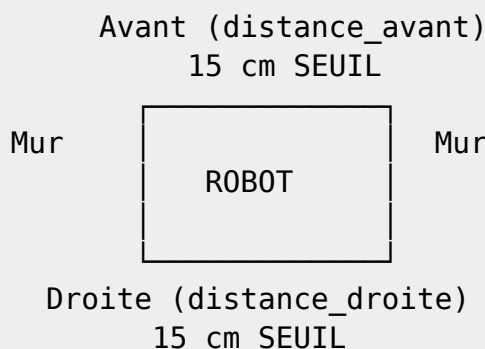 Avant (distance_avant)
15 cm SEUIL
Mur Mur
ROBOT
Droite (distance_droite)
15 cm SEUIL